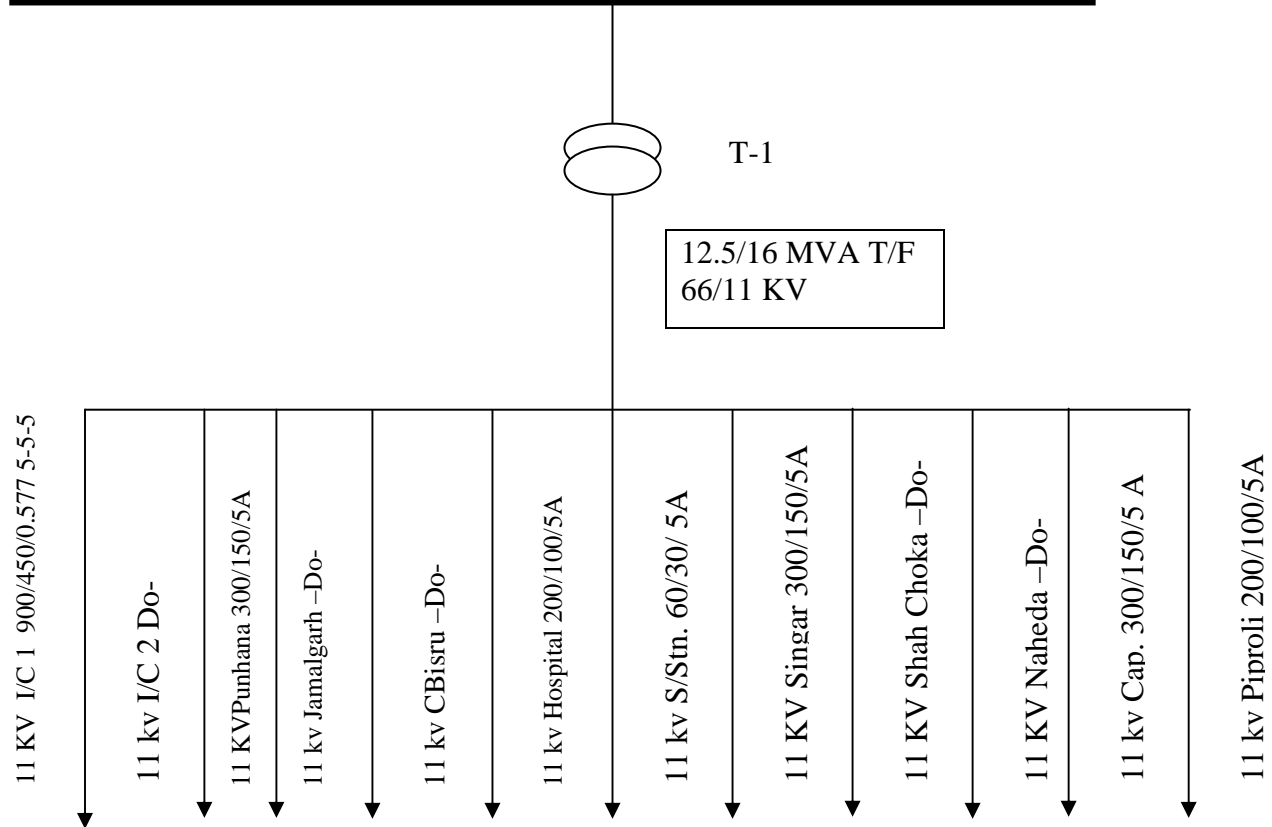 T-1
12.5/16 MVA T/F
66/11 KV
11 KV I/C 1 900/450/0.577 5-5-5
11 kv I/C 2 Do-
11 KVPunhana 300/150/5A
11 kv Jamalgarh –Do-
11 kv CBisru –Do-
11 kv Hospital 200/100/5A
11 kv S/Stn. 60/30/ 5A
11 KV Singar 300/150/5A
11 KV Shah Choka –Do-
11 KV Naheda –Do-
11 kv Cap. 300/150/5 A
11 kv Piproli 200/100/5A